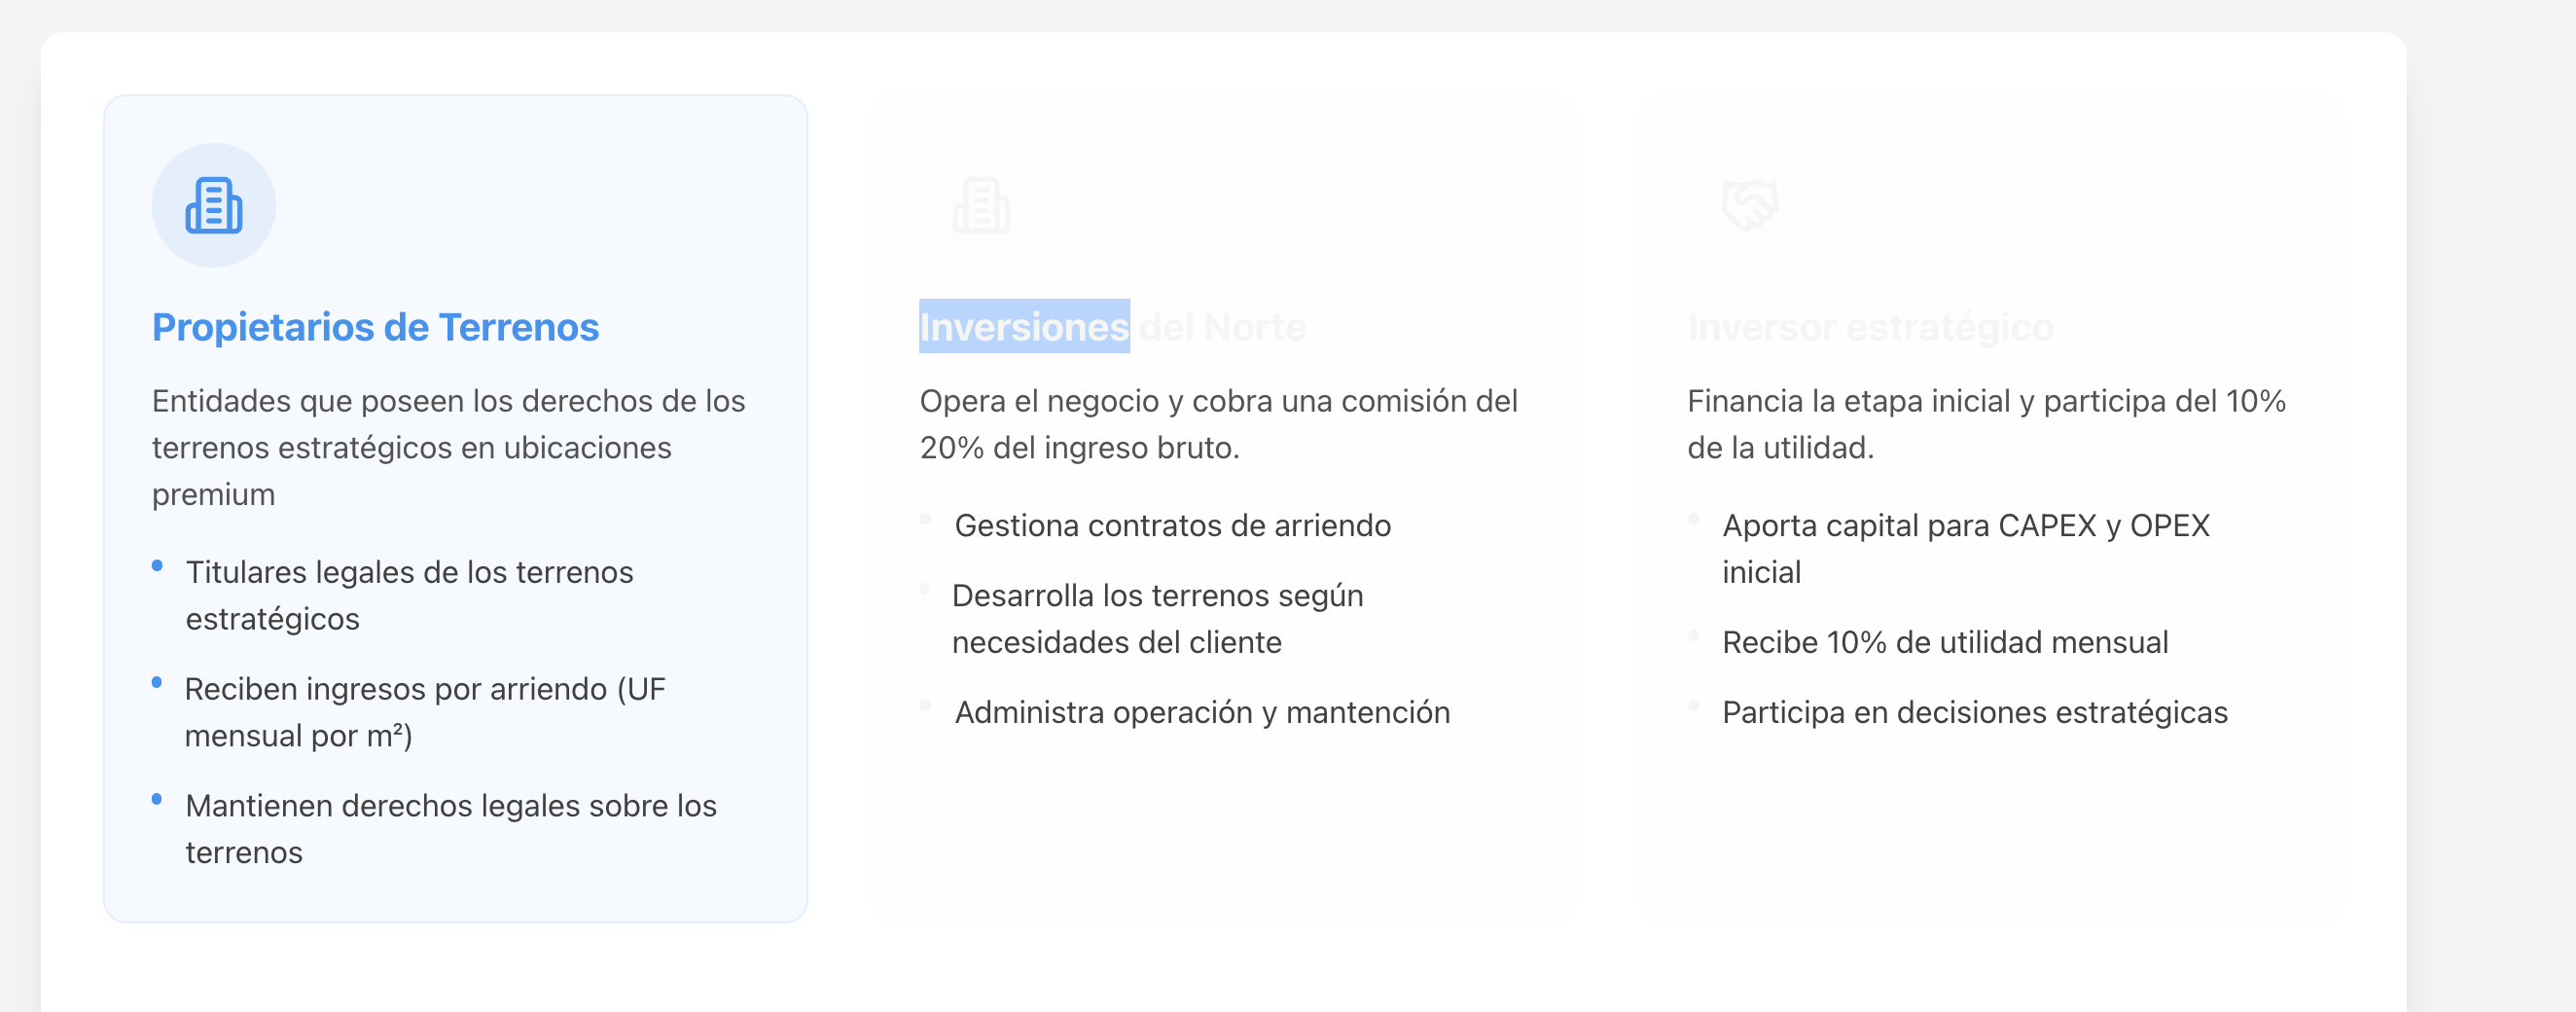 Propietarios de Terrenos
Entidades que poseen los derechos de los
terrenos estratégicos en ubicaciones
premium
Titulares legales de los terrenos
estratégicos
Reciben ingresos por arriendo (UF
mensual por m²)
Mantienen derechos legales sobre los
terrenos
Inversiones del Norte
Opera el negocio y cobra una comisión del
20% del ingreso bruto.
Gestiona contratos de arriendo
Desarrolla los terrenos según
necesidades del cliente
Administra operación y mantención
Inversor estratégico
Financia la etapa inicial y participa del 10%
de la utilidad.
Aporta capital para CAPEX y OPEX
inicial
Recibe 10% de utilidad mensual
Participa en decisiones estratégicas